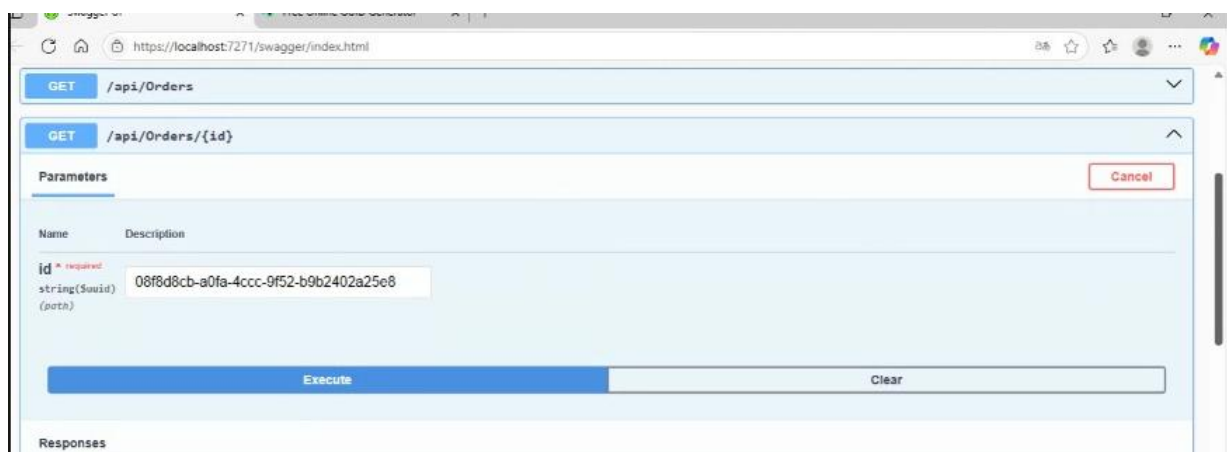 https://localhost:7271/swagger/index.html
GET /api/Orders
GET /api/Orders/{id}
Parameters
Cancel
Name Description
id * required
08f8d8cb-a0fa-4ccc-9f52-b9b2402a25e8
string($uuid)
(path)
Execute Clear
Responses